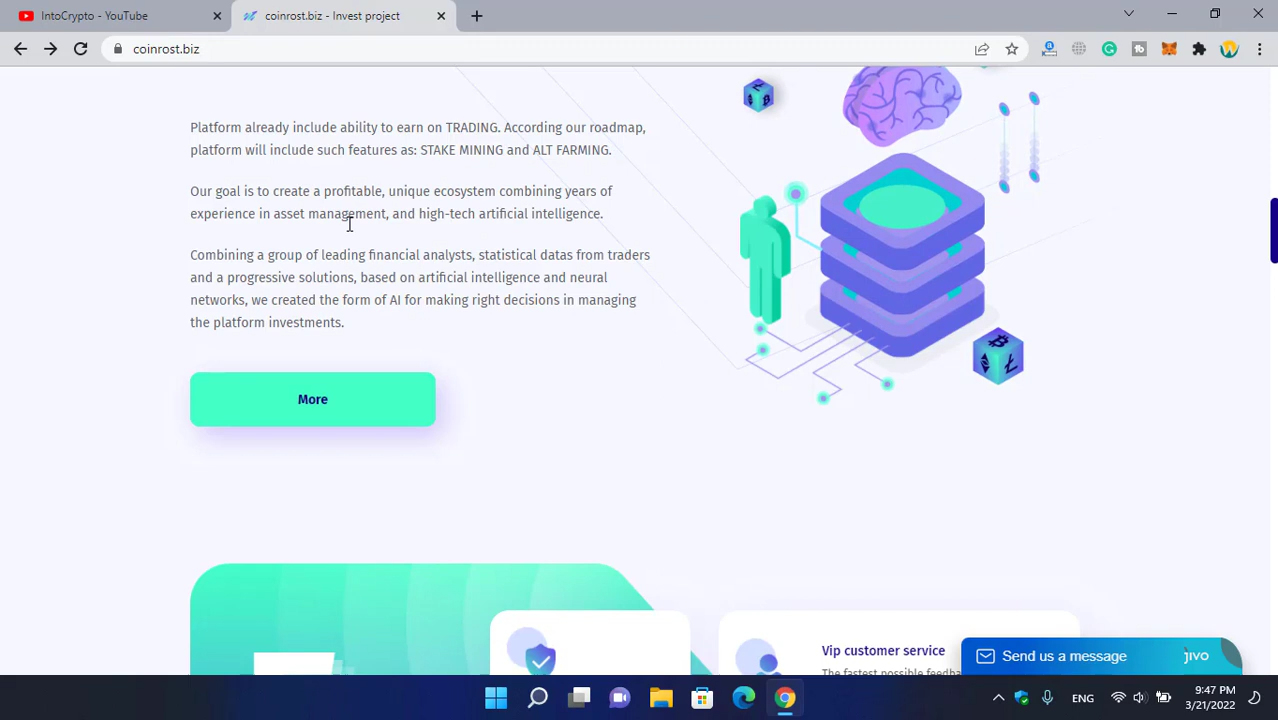 IntoCrypto - YouTube
coinrost.biz - Invest project
coinrost.biz
Platform already include ability to earn on TRADING. According our roadmap,
platform will include such features as: STAKE MINING and ALT FARMING.
Our goal is to create a profitable, unique ecosystem combining years of
experience in asset management, and high-tech artificial intelligence.
Combining a group of leading financial analysts, statistical datas from traders
and a progressive solutions, based on artificial intelligence and neural
networks, we created the form of AI for making right decisions in managing
the platform investments.
More
Vip customer service
The fastest possible
Send us a message
jivo
ENG
9:47 PM
3/21/2022